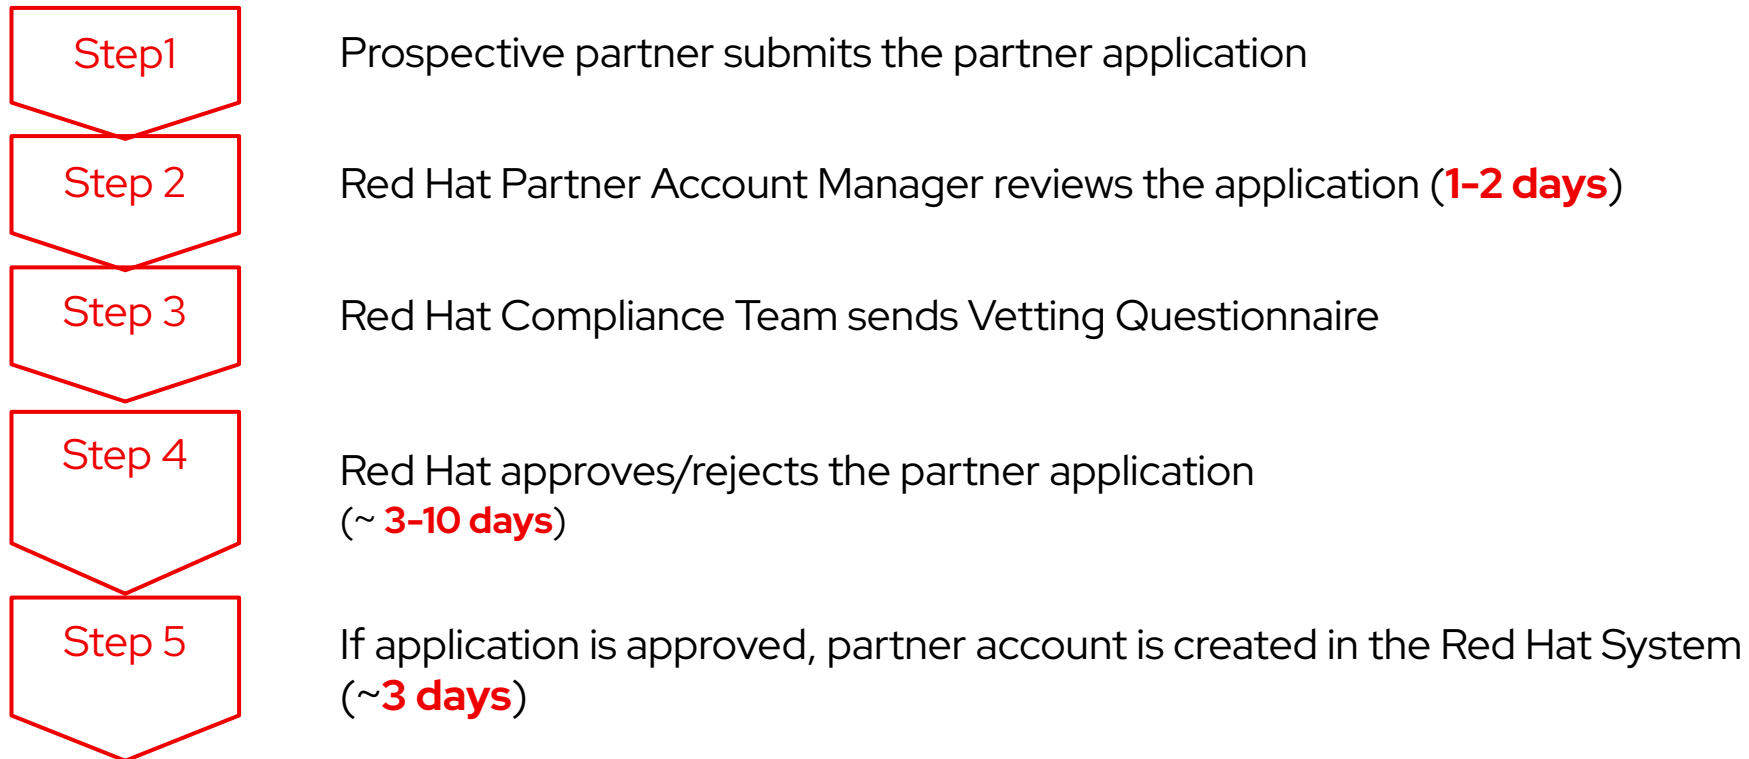 Step1
Prospective partner submits the partner application
Step 2
Red Hat Partner Account Manager reviews the application (1-2 days)
Step 3
Red Hat Compliance Team sends Vetting Questionnaire
Step 4
Red Hat approves/rejects the partner application
(~ 3-10 days)
Step 5
If application is approved, partner account is created in the Red Hat System
(~3 days)